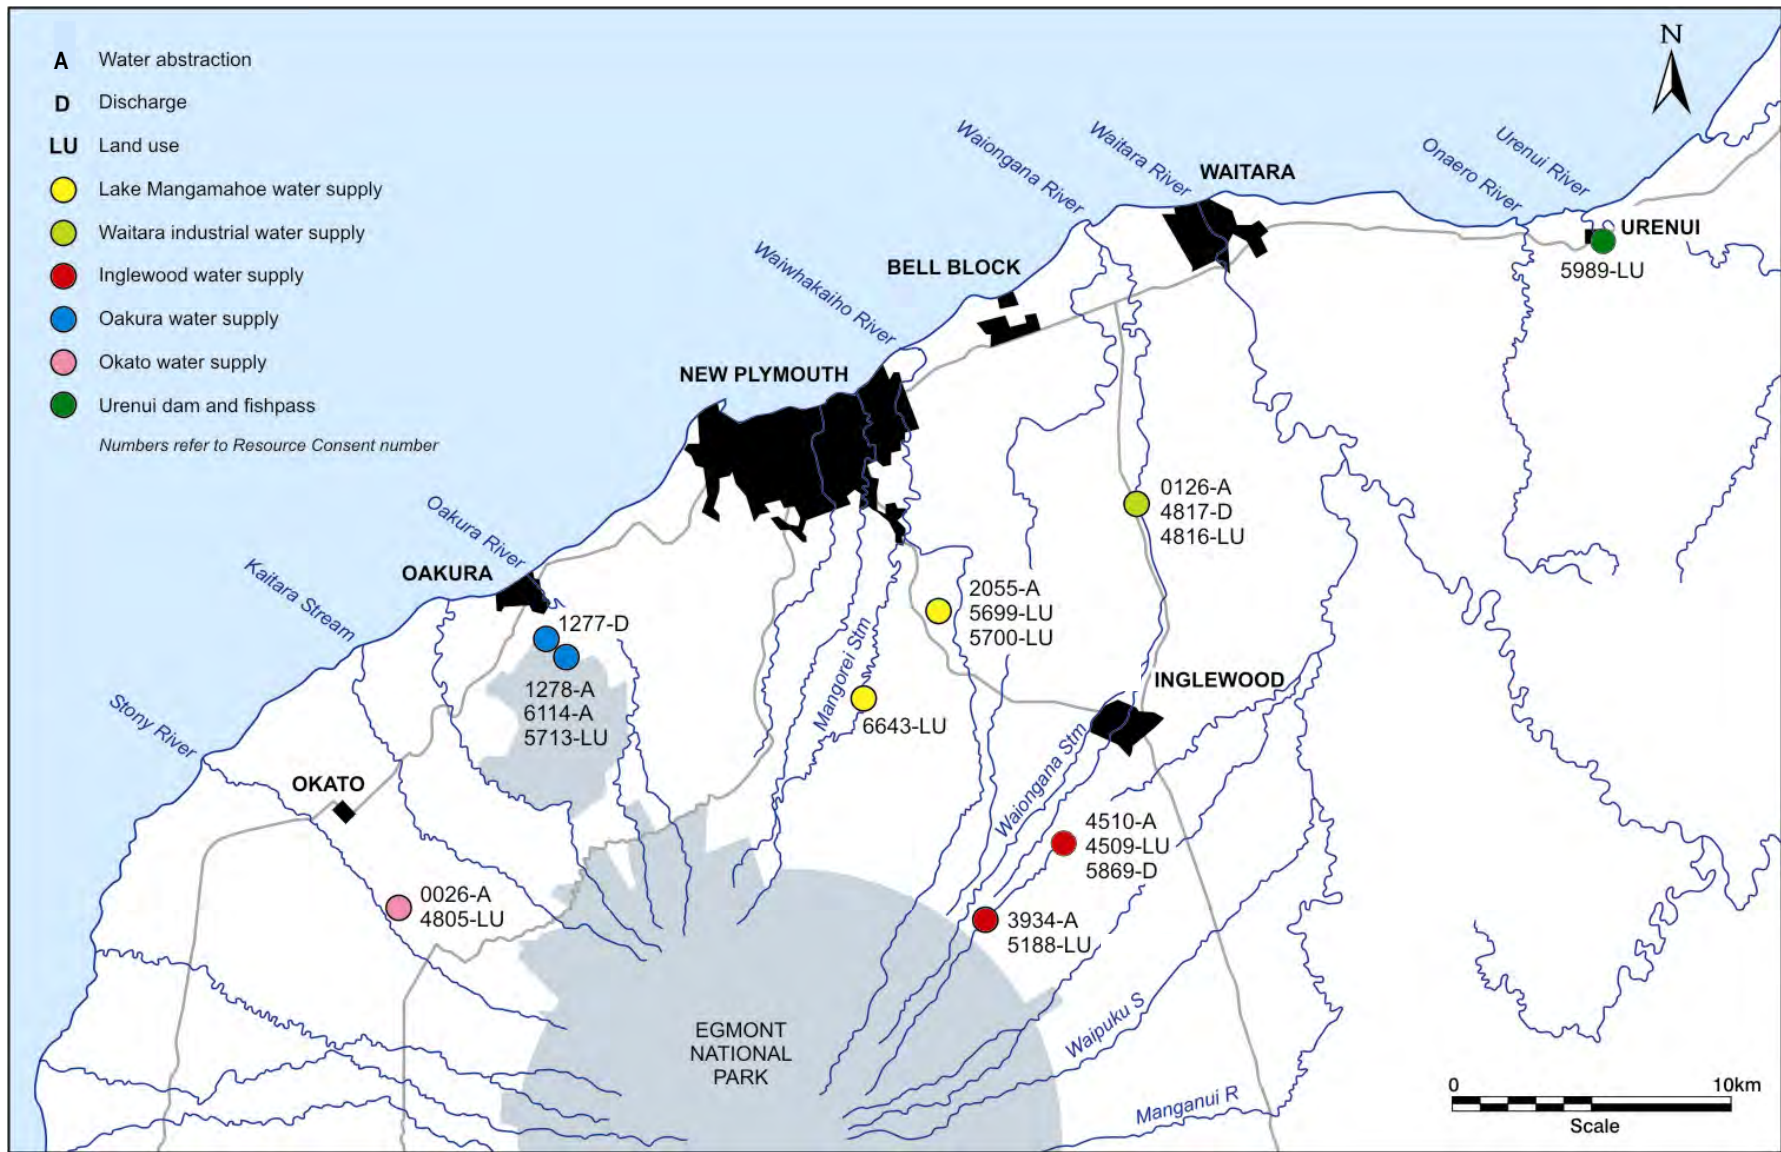 A Water abstraction
D Discharge
LU Land use
Lake Mangamahoe water supply
Waitara industrial water supply
Inglewood water supply
Oakura water supply
Okato water supply
Urenui dam and fishpass
Numbers refer to Resource Consent number
N
Waiongana River
Waitara River
WAITARA
Onaero River
Urenui River
URENUI
5989-LU
Waiwhakaiho River
BELL BLOCK
NEW PLYMOUTH
0126-A
4817-D
4816-LU
Oakura River
OAKURA
Kaitara Stream
1277-D
1278-A
6114-A
5713-LU
2055-A
5699-LU
5700-LU
Mangorei Stm
6643-LU
INGLEWOOD
Waiongana Stm
Stony River
OKATO
4510-A
4509-LU
5869-D
0026-A
4805-LU
3934-A
5188-LU
EGMONT
NATIONAL
PARK
Waipuku S
Manganui R
0 10km
Scale